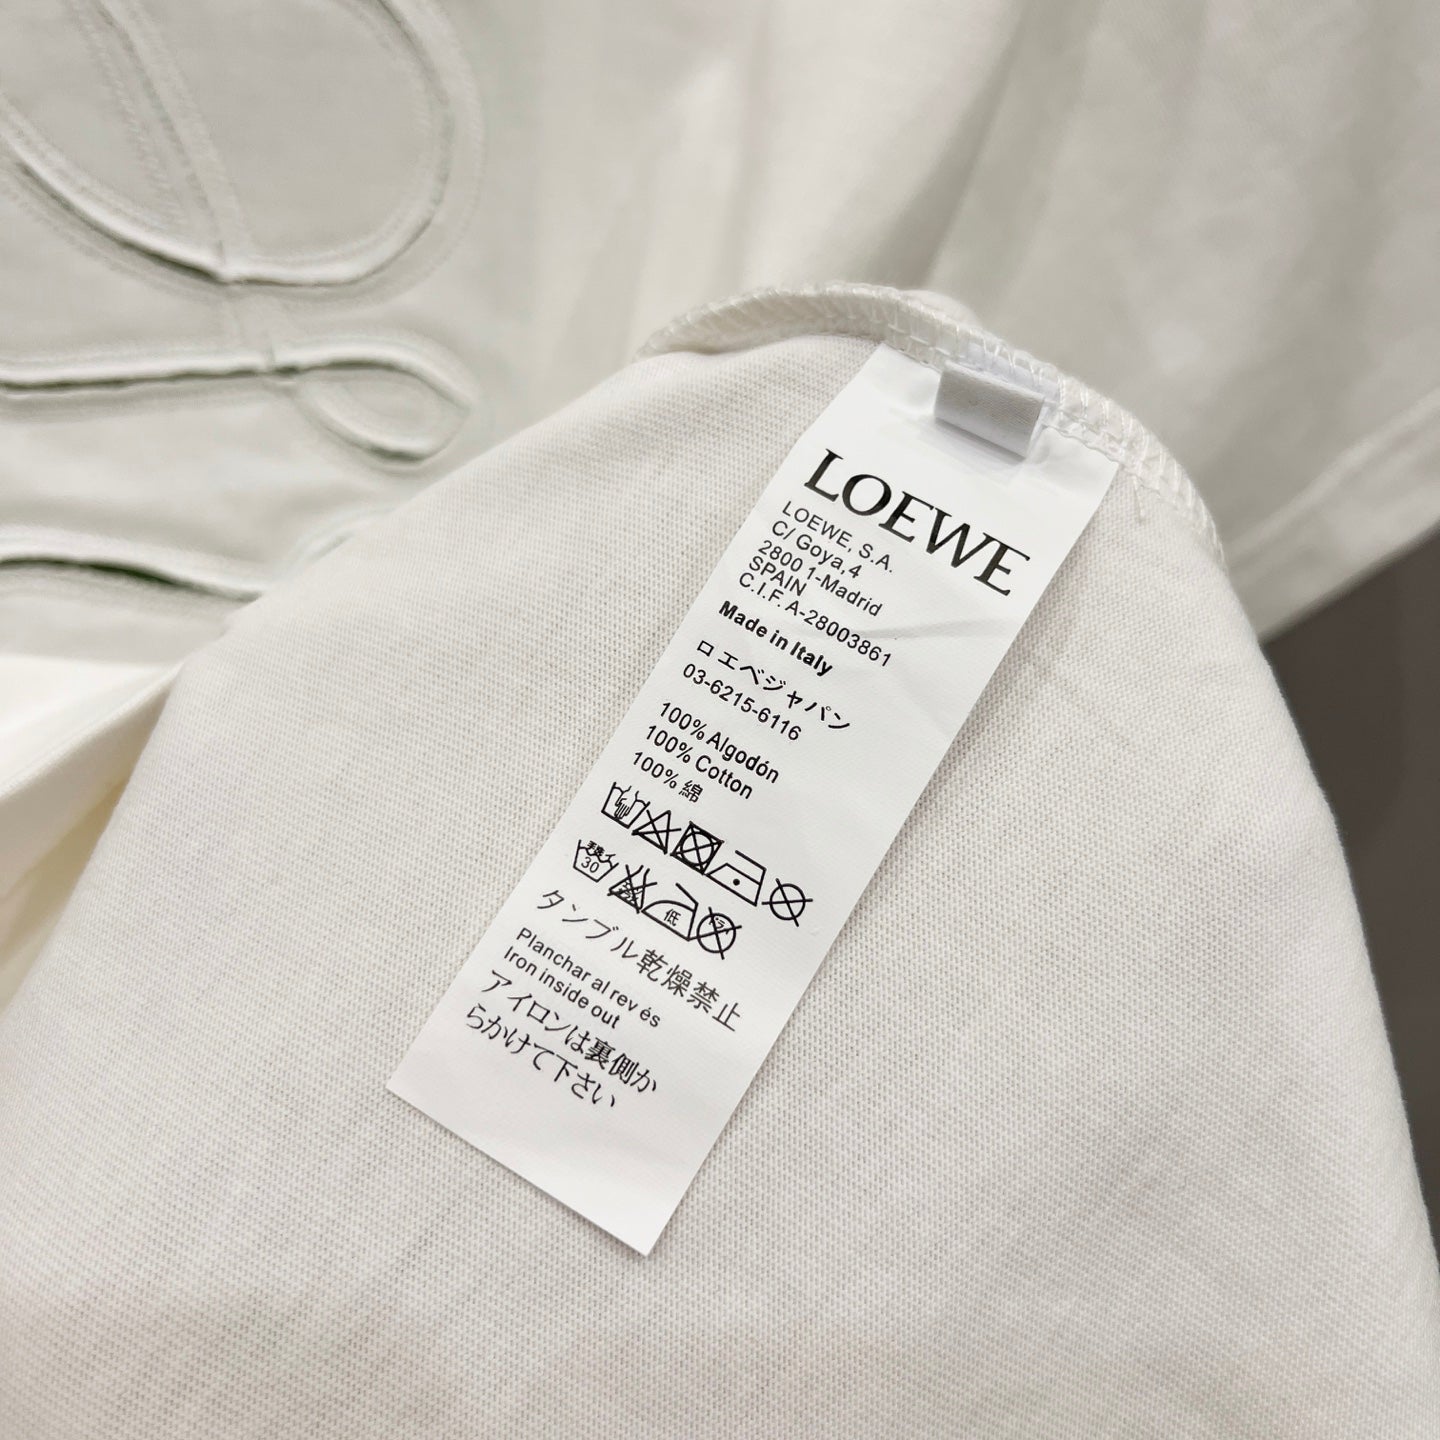 LOEWE
LOEWE, S.A.
C/ Goya, 4
2800 1-Madrid
SPAIN
C.I.F. A-28003861
Made in Italy
ロエベジャパン
03-6215-6116
100% Algodón
100% Cotton
100% 綿
30
低
タンブル乾燥禁止
Planchar al rev és
Iron inside out
アイロンは裏側か
らかけて下さい